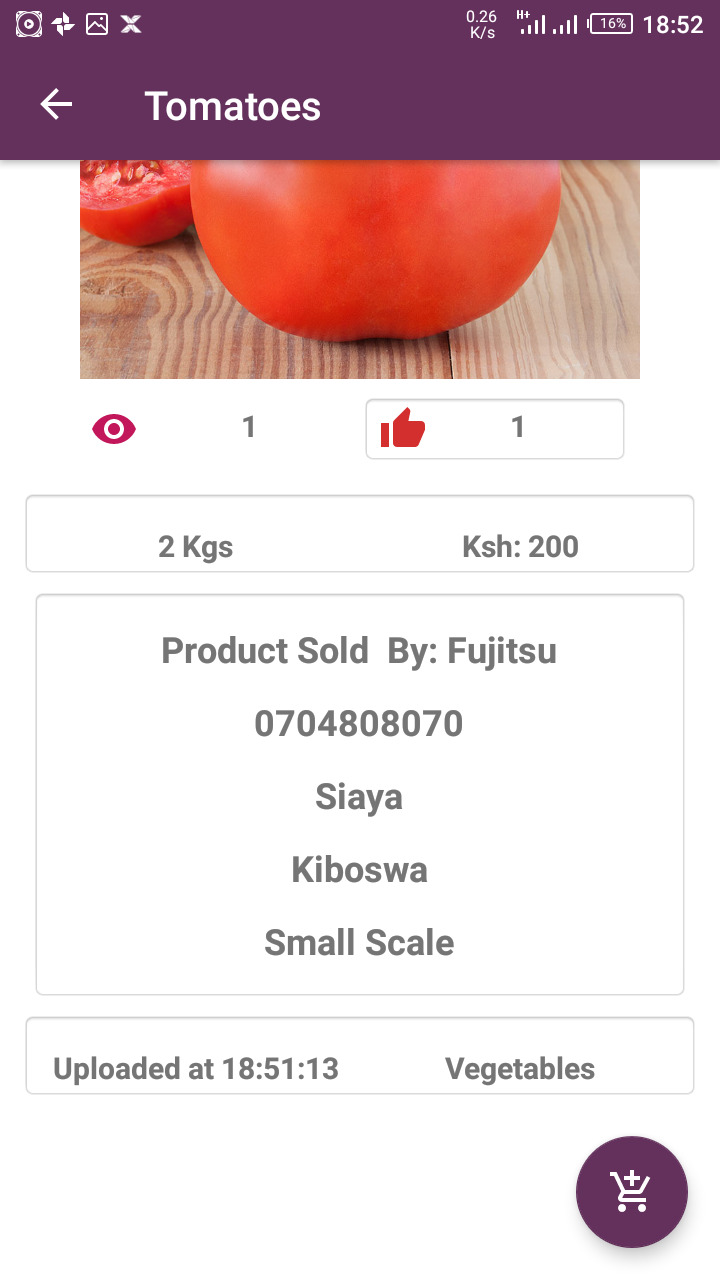 0.26
K/s
H+
16%
18:52
Tomatoes
1
1
2 Kgs
Ksh: 200
Product Sold  By: Fujitsu
0704808070
Siaya
Kiboswa
Small Scale
Uploaded at 18:51:13
Vegetables